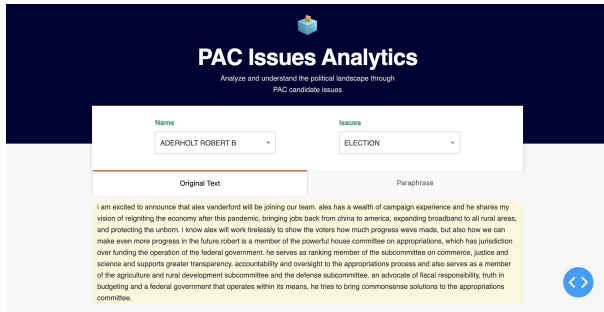 PAC Issues Analytics
Analyze and understand the political landscape through
PAC candidate issues
Name
Issues
ADERHOLT ROBERT B
ELECTION
Original Text
Paraphrase
i am excited to announce that alex vanderford will be joining our team. alex has a wealth of campaign experience and he shares my
vision of reigniting the economy after this pandemic, bringing jobs back from china to america, expanding broadband to all rural areas,
and protecting the unborn. i know alex will work tirelessly to show the voters how much progress weve made, but also how we can
make even more progress in the future.robert is a member of the powerful house committee on appropriations, which has jurisdiction
over funding the operation of the federal government. he serves as ranking member of the subcommittee on commerce, justice and
science and supports greater transparency, accountability and oversight to the appropriations process and also serves as a member
of the agriculture and rural development subcommittee and the defense subcommittee. an advocate of fiscal responsibility, truth in
budgeting and a federal government that operates within its means, he tries to bring commonsense solutions to the appropriations
committee.